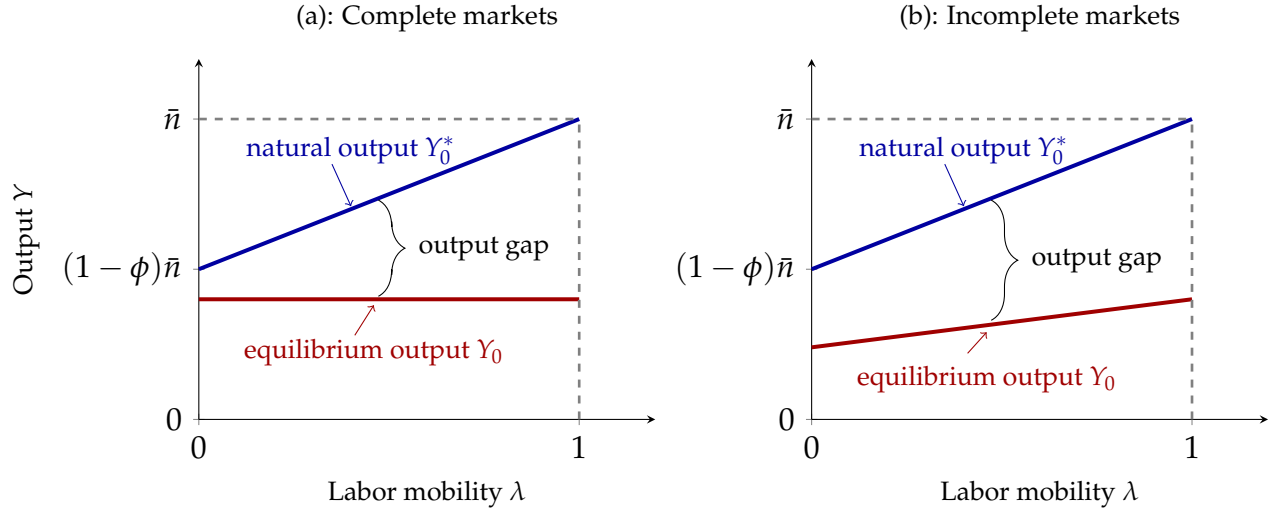 (a): Complete markets
Output Y
n̄
(1 − ϕ)n̄
0
natural output Y₀*
output gap
equilibrium output Y₀
0
1
Labor mobility λ
(b): Incomplete markets
n̄
(1 − ϕ)n̄
0
natural output Y₀*
output gap
equilibrium output Y₀
0
1
Labor mobility λ